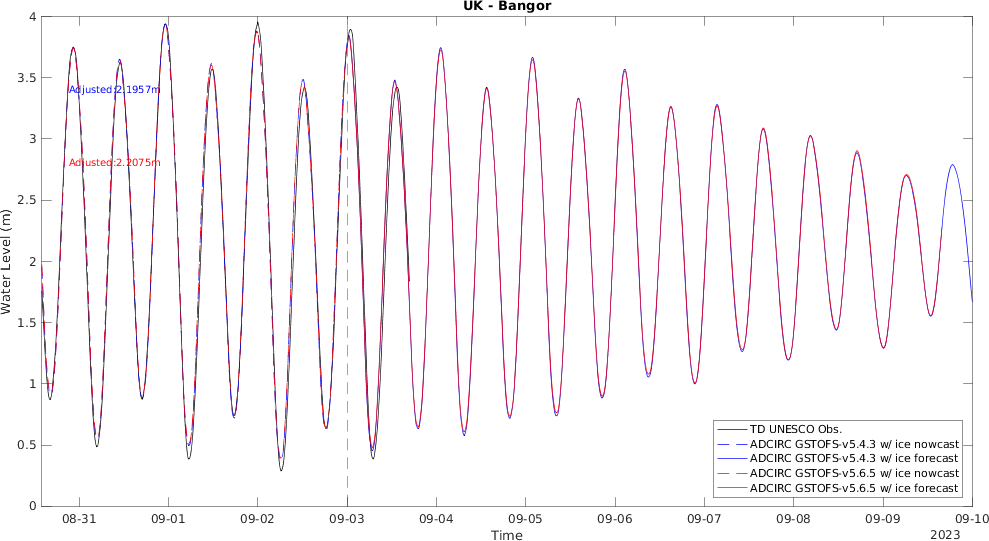 UK - Bangor
4
3.5
3
2.5
2
1.5
1
0.5
0
Water Level (m)
Adjusted:2.1957m
Adjusted:2.2075m
TD UNESCO Obs.
ADCIRC GSTOFS-v5.4.3 w/ ice nowcast
ADCIRC GSTOFS-v5.4.3 w/ ice forecast
ADCIRC GSTOFS-v5.6.5 w/ ice nowcast
ADCIRC GSTOFS-v5.6.5 w/ ice forecast
08-31 09-01 09-02 09-03 09-04 09-05 09-06 09-07 09-08 09-09 09-10
Time
2023